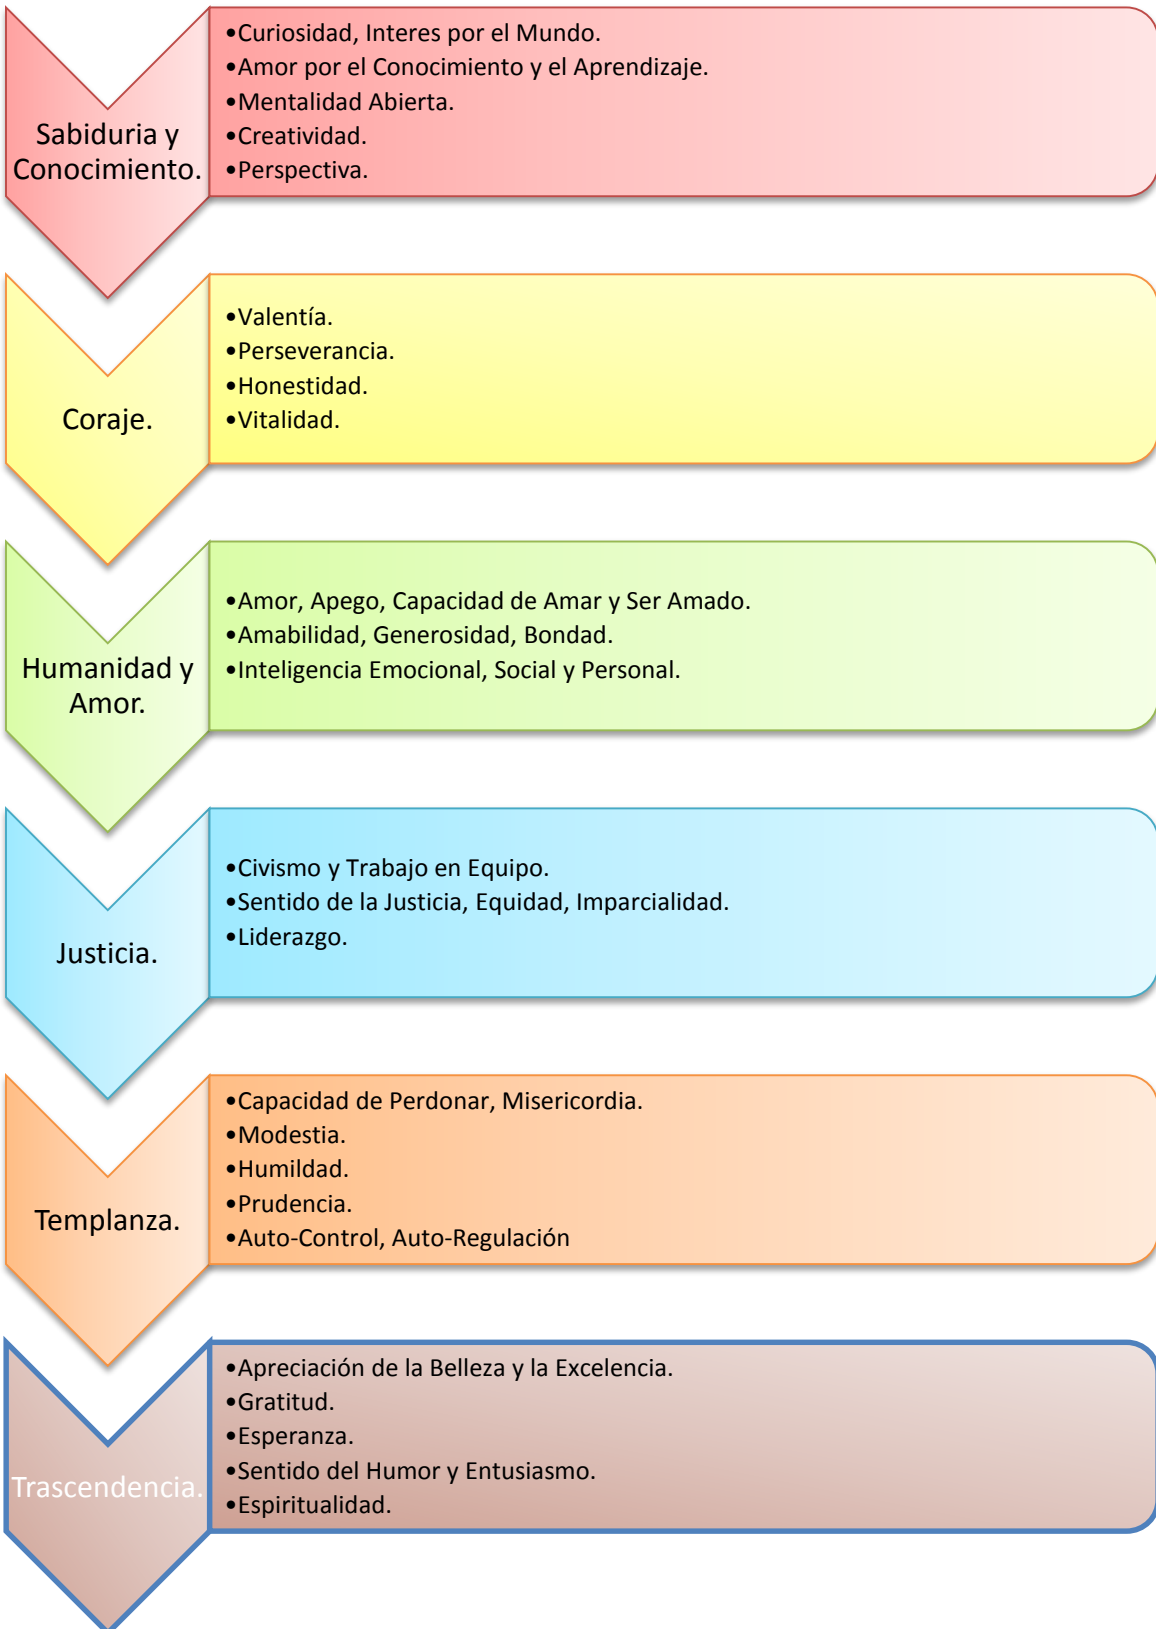 Sabiduria y
Conocimiento.
•Curiosidad, Interes por el Mundo.
•Amor por el Conocimiento y el Aprendizaje.
•Mentalidad Abierta.
•Creatividad.
•Perspectiva.
Coraje.
•Valentía.
•Perseverancia.
•Honestidad.
•Vitalidad.
Humanidad y
Amor.
•Amor, Apego, Capacidad de Amar y Ser Amado.
•Amabilidad, Generosidad, Bondad.
•Inteligencia Emocional, Social y Personal.
Justicia.
•Civismo y Trabajo en Equipo.
•Sentido de la Justicia, Equidad, Imparcialidad.
•Liderazgo.
Templanza.
•Capacidad de Perdonar, Misericordia.
•Modestia.
•Humildad.
•Prudencia.
•Auto-Control, Auto-Regulación
Trascendencia.
•Apreciación de la Belleza y la Excelencia.
•Gratitud.
•Esperanza.
•Sentido del Humor y Entusiasmo.
•Espiritualidad.